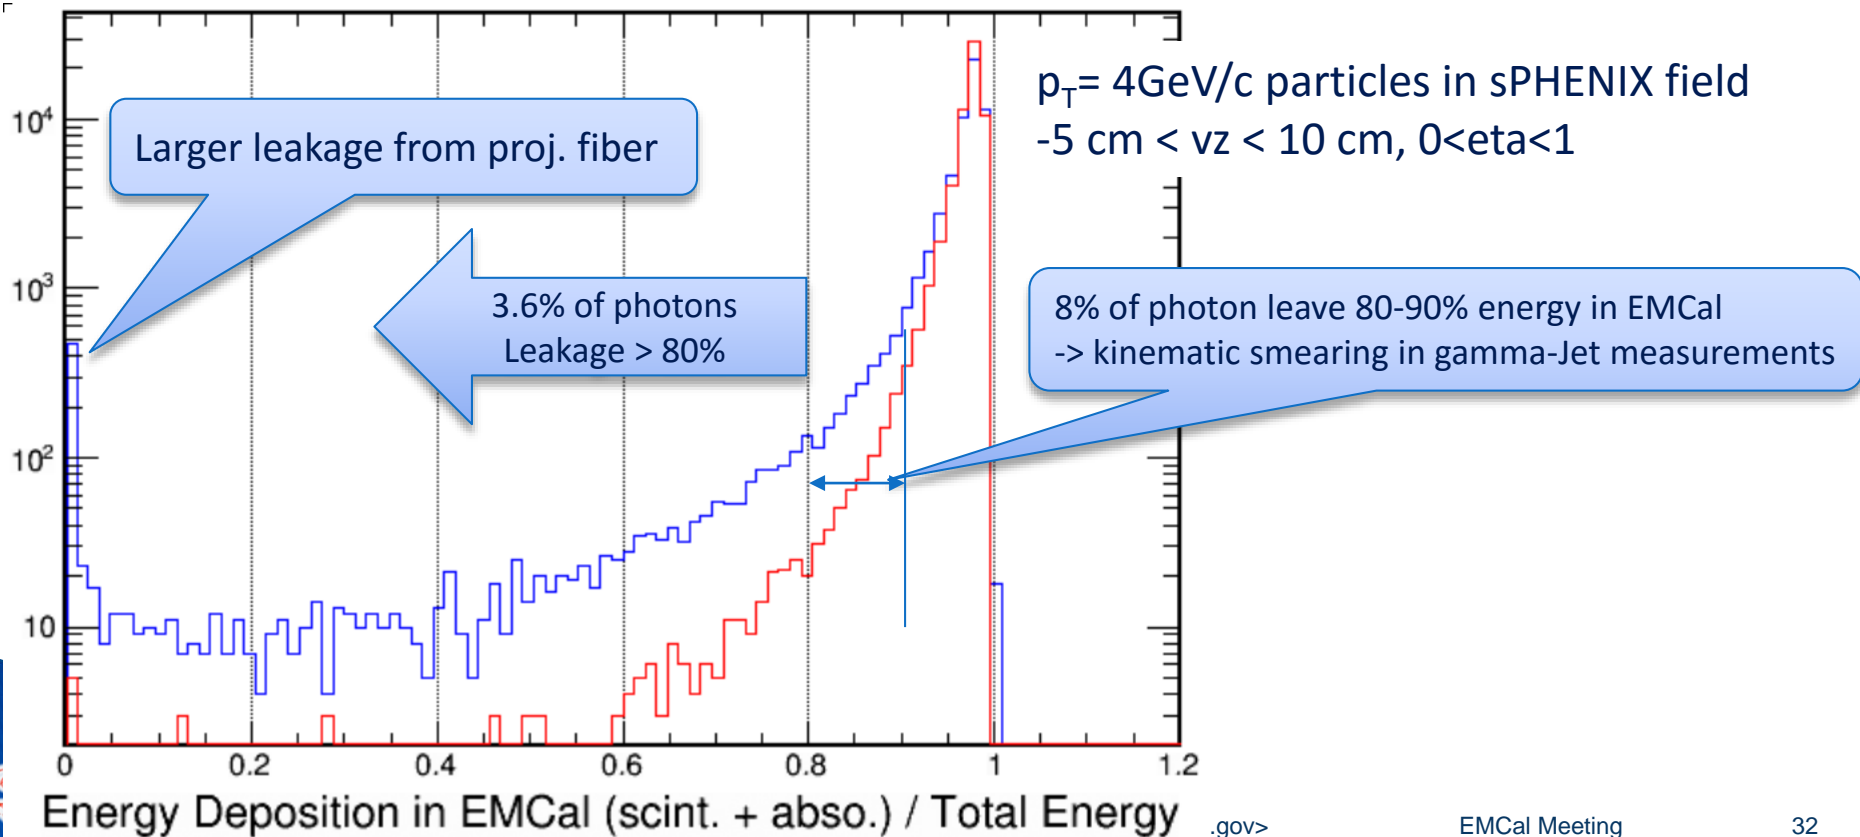 p_T= 4GeV/c particles in sPHENIX field
-5 cm < vz < 10 cm, 0<eta<1
Larger leakage from proj. fiber
3.6% of photons
Leakage > 80%
8% of photon leave 80-90% energy in EMCal
-> kinematic smearing in gamma-Jet measurements
10⁴
10³
10²
10
0 0.2 0.4 0.6 0.8 1 1.2
Energy Deposition in EMCal (scint. + abso.) / Total Energy
.gov> EMCal Meeting 32